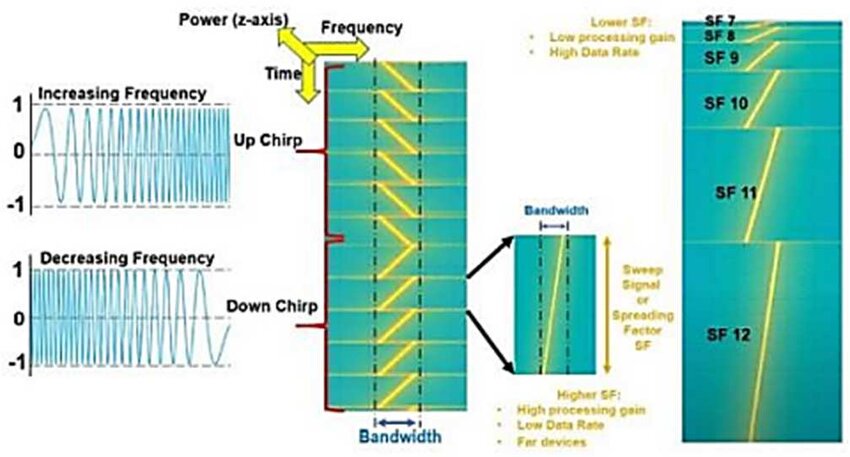 Power (z-axis)
Frequency
Time
Increasing Frequency
1
0
-1
Up Chirp
Decreasing Frequency
1
0
-1
Down Chirp
Bandwidth
Bandwidth
Sweep
Signal
or
Spreading
Factor
SF
Lower SF:
• Low processing gain
• High Data Rate
Higher SF:
• High processing gain
• Low Data Rate
• Far devices
SF 7
SF 8
SF 9
SF 10
SF 11
SF 12